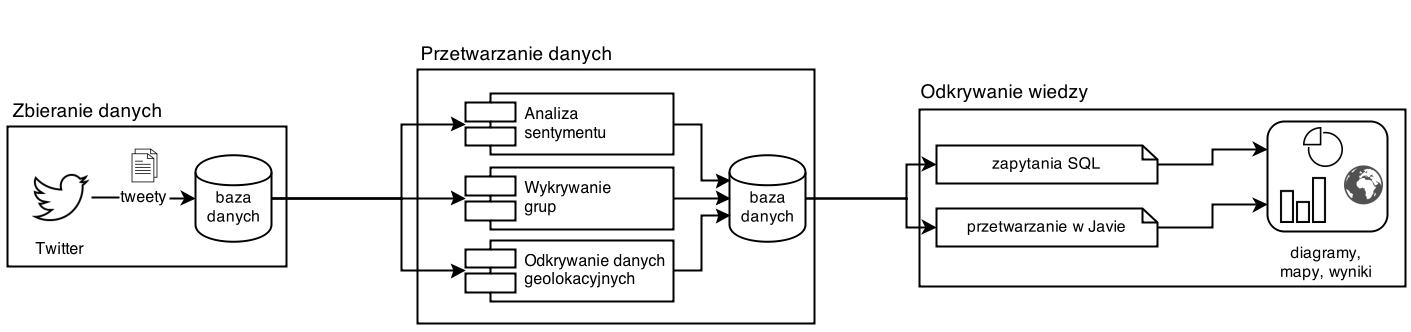 Zbieranie danych
Twitter
tweety
baza
danych
Przetwarzanie danych
Analiza
sentymentu
Wykrywanie
grup
Odkrywanie danych
geolokacyjnych
baza
danych
Odkrywanie wiedzy
zapytania SQL
przetwarzanie w Javie
diagramy,
mapy, wyniki